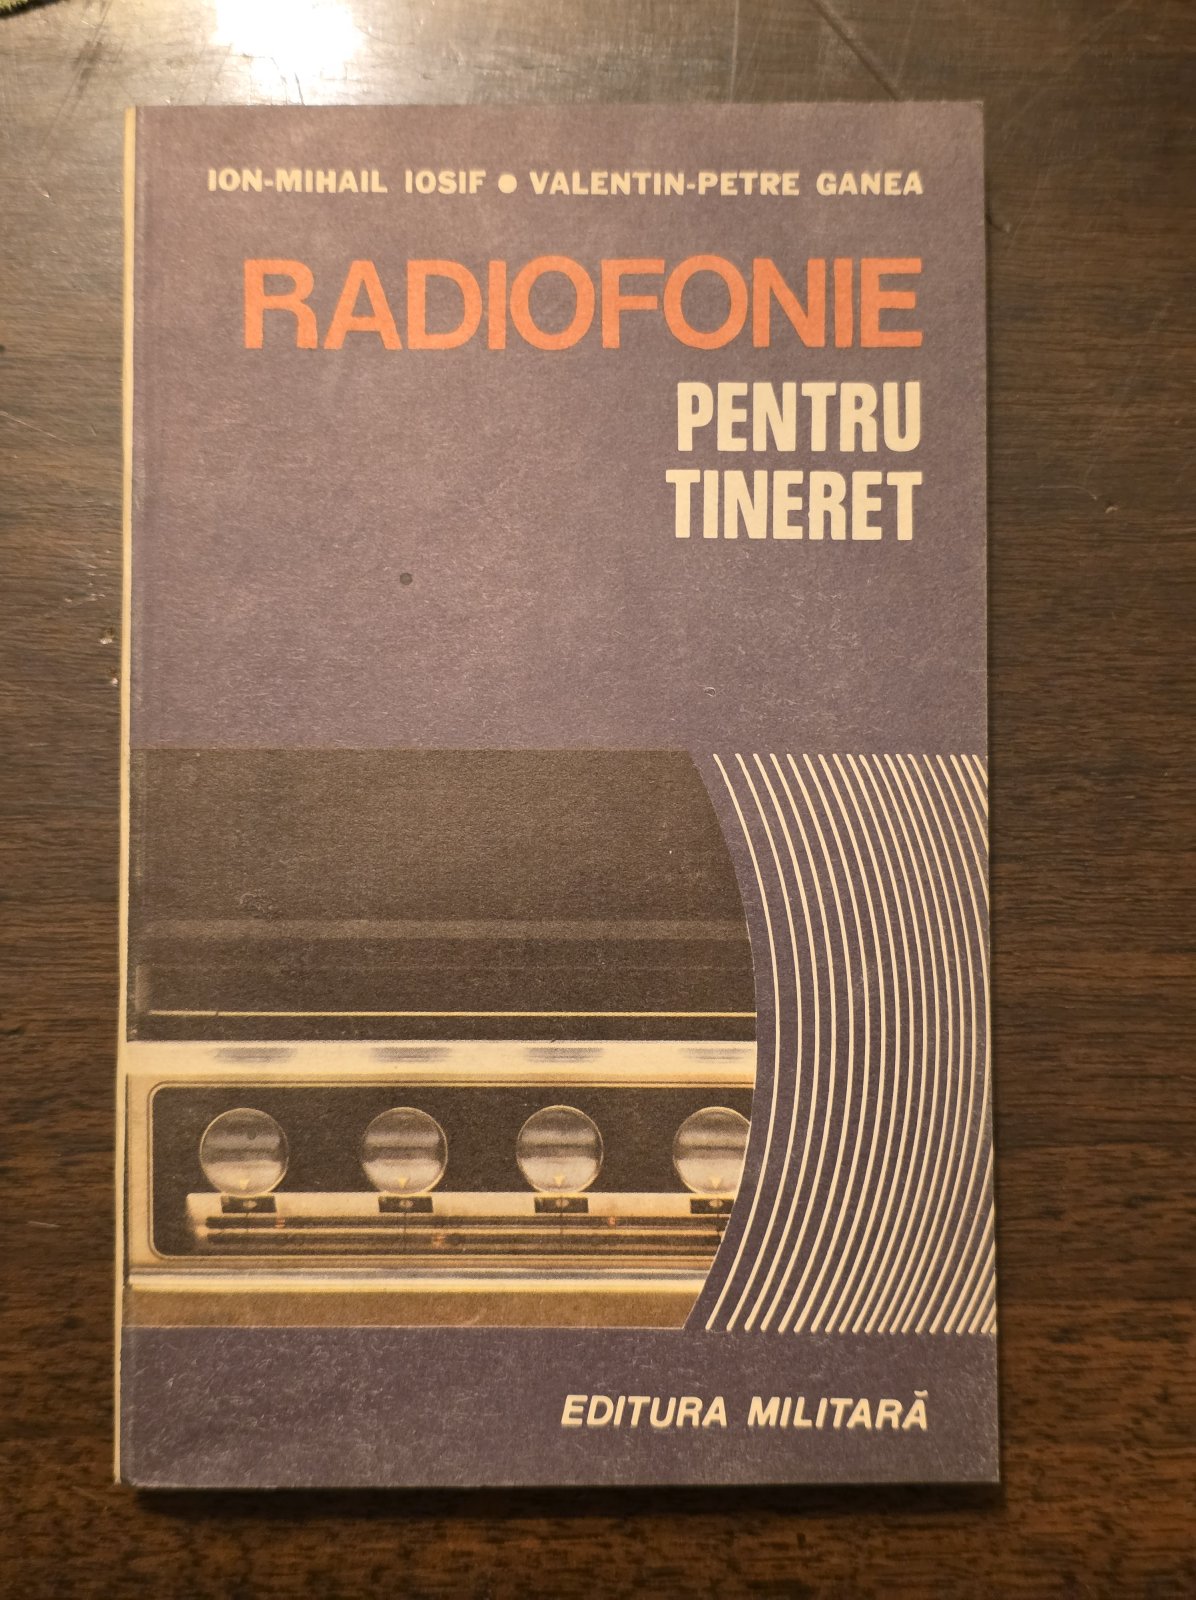 ION-MIHAIL IOSIF • VALENTIN-PETRE GANEA
RADIOFONIE
PENTRU
TINERET
EDITURA MILITARĂ